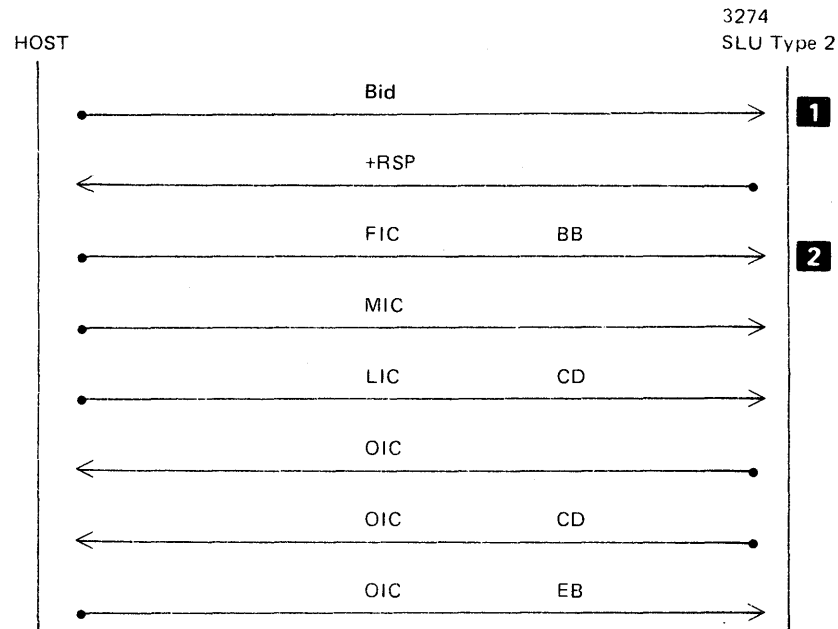 3274
HOST SLU Type 2
Bid 1
+RSP
FIC BB 2
MIC
LIC CD
OIC
OIC CD
OIC EB